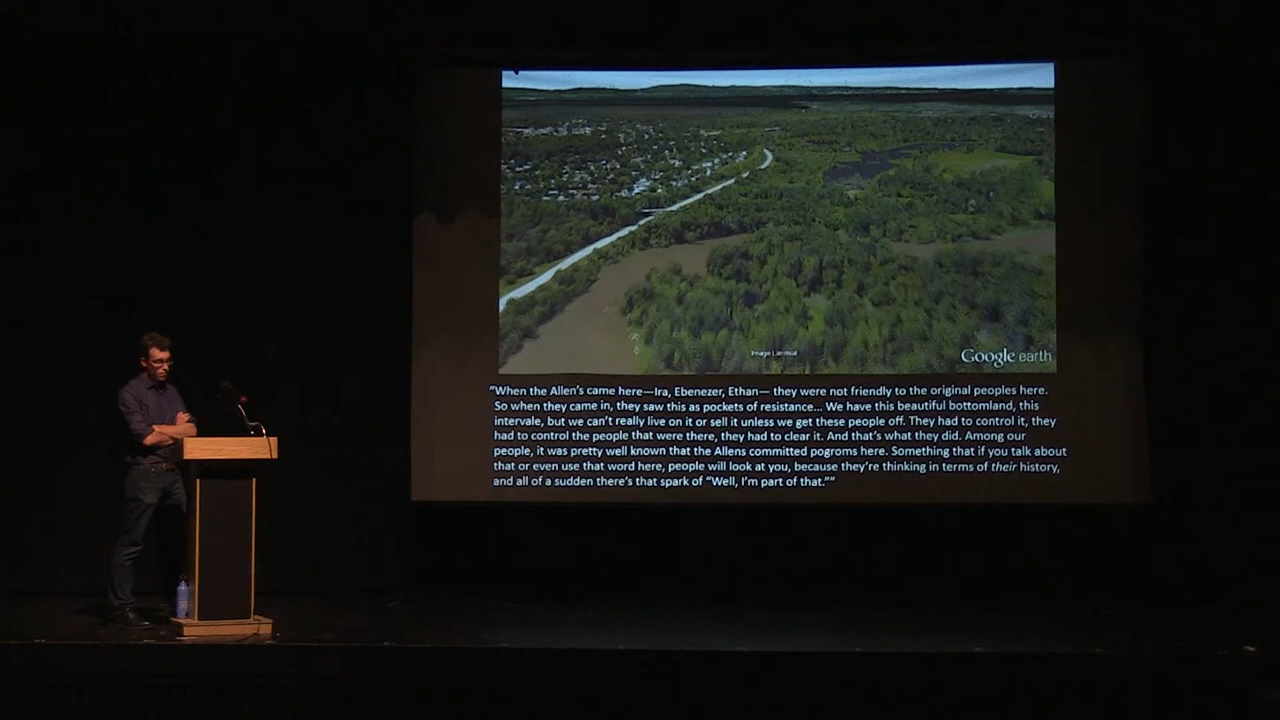 Image Landsat
Google earth
"When the Allen's came here—Ira, Ebenezer, Ethan— they were not friendly to the original peoples here.
So when they came in, they saw this as pockets of resistance... We have this beautiful bottomland, this
intervale, but we can't really live on it or sell it unless we get these people off. They had to control it, they
had to control the people that were there, they had to clear it. And that's what they did. Among our
people, it was pretty well known that the Allens committed pogroms here. Something that if you talk about
that or even use that word here, people will look at you, because they're thinking in terms of their history,
and all of a sudden there's that spark of "Well, I'm part of that.""